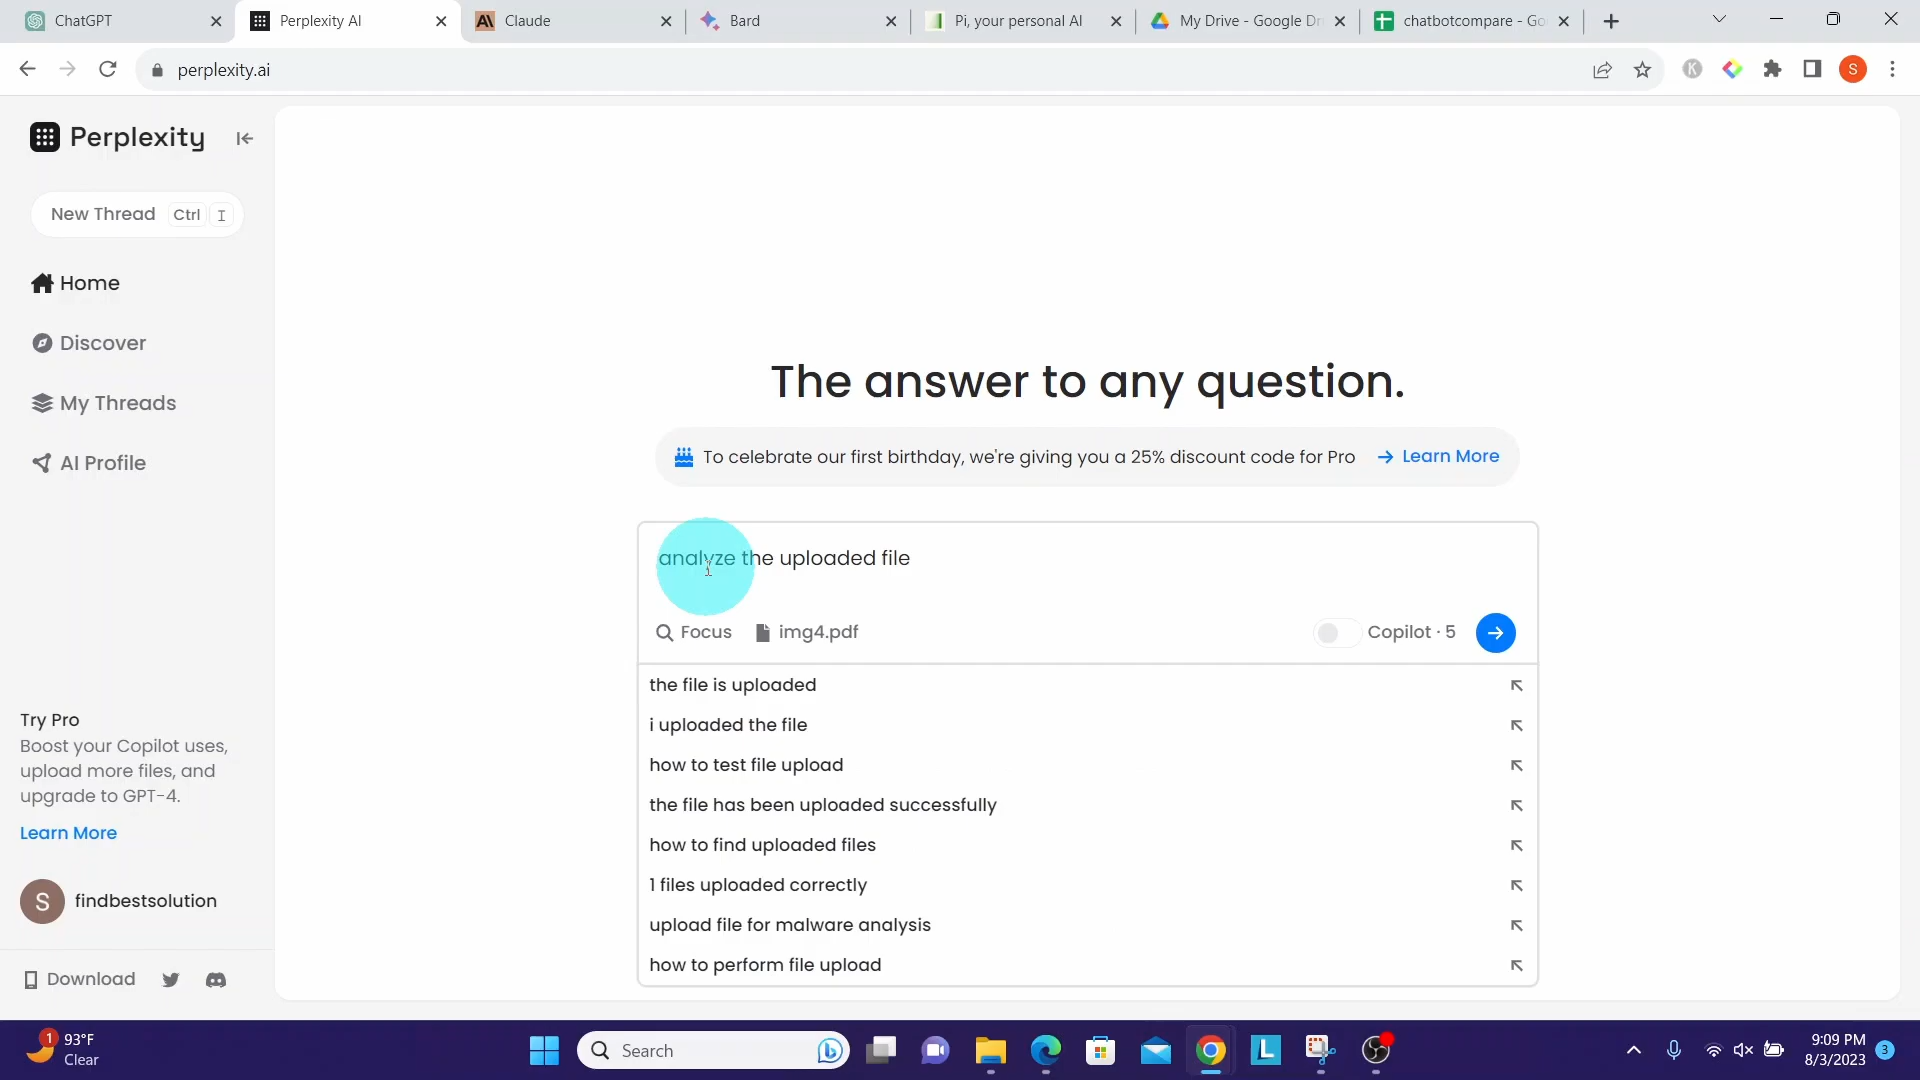 ChatGPT
Perplexity AI
Claude
Bard
Pi, your personal AI
My Drive - Google Dr
chatbotcompare - Go
perplexity.ai
K
S
Perplexity
New Thread Ctrl I
Home
Discover
My Threads
AI Profile
The answer to any question.
To celebrate our first birthday, we're giving you a 25% discount code for Pro Learn More
analyze the uploaded file
Focus img4.pdf Copilot · 5
the file is uploaded
i uploaded the file
how to test file upload
the file has been uploaded successfully
how to find uploaded files
1 files uploaded correctly
upload file for malware analysis
how to perform file upload
Try Pro
Boost your Copilot uses,
upload more files, and
upgrade to GPT-4.
Learn More
S findbestsolution
Download
1
93°F
Clear
Search
L
9:09 PM
8/3/2023
3